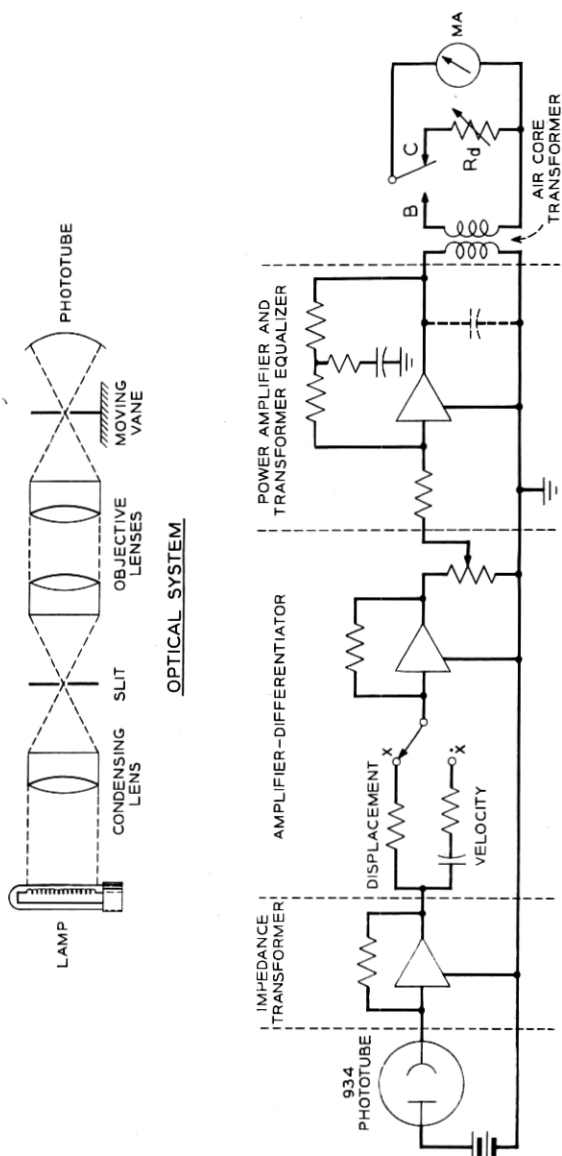 LAMP
CONDENSING
LENS
SLIT
OBJECTIVE
LENSES
MOVING
VANE
PHOTOTUBE
OPTICAL SYSTEM
934
PHOTOTUBE
IMPEDANCE
TRANSFORMER
AMPLIFIER-DIFFERENTIATOR
DISPLACEMENT
X
Ẋ
VELOCITY
POWER AMPLIFIER AND
TRANSFORMER EQUALIZER
B
C
Rd
MA
AIR CORE
TRANSFORMER